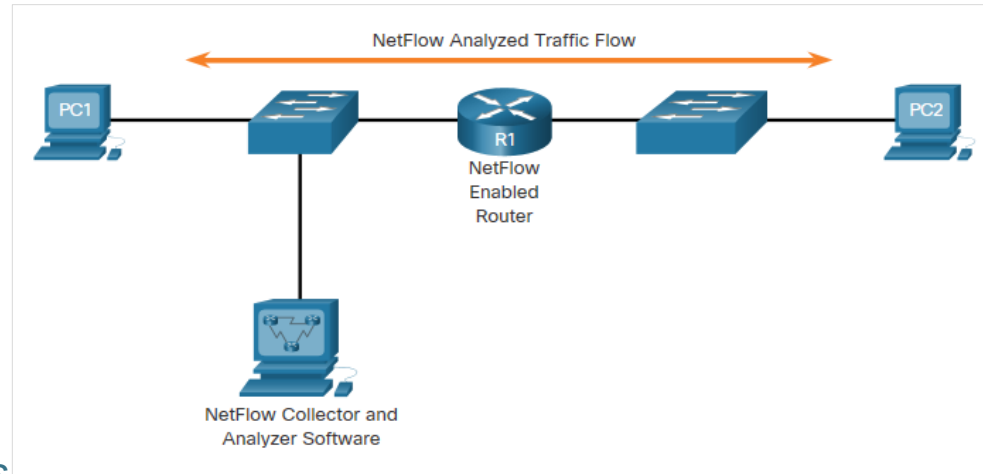 NetFlow Analyzed Traffic Flow
PC1
PC2
R1
NetFlow
Enabled
Router
NetFlow Collector and
Analyzer Software